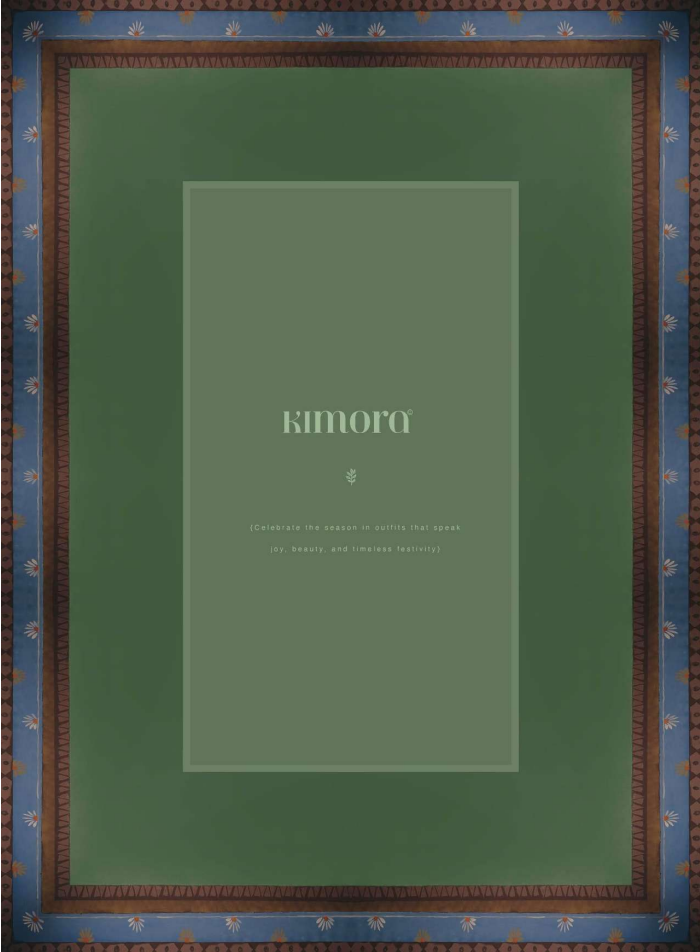 Kimora©
{Celebrate the season in outfits that speak
joy, beauty, and timeless festivity}